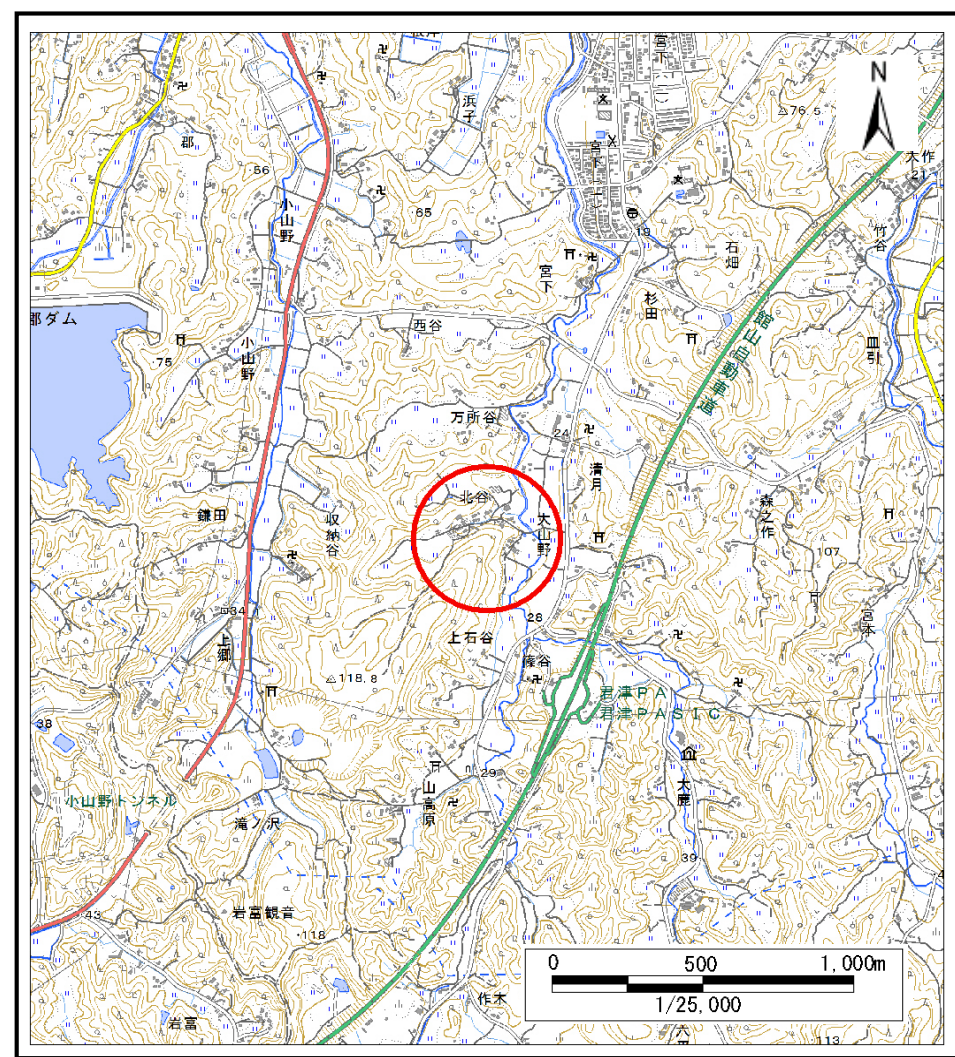 宮下
浜子
76.5
N
郡
大作
21
56
小山野
65
宮下
19
石畑
竹谷
宮下
杉田
郡ダム
館山自動車道
皿引
75
小山野
西谷
万所谷
24
清月
北谷
大山野
鎌田
収納谷
森之作
107
34
上郷
28
上石谷
宮本
篠谷
118.8
君津PA
君津PASIC
38
29
山高原
大鹿
小山野トンネル
滝ノ沢
39
岩富観音
43
118
0 500 1,000m
1/25,000
作木
岩富
113